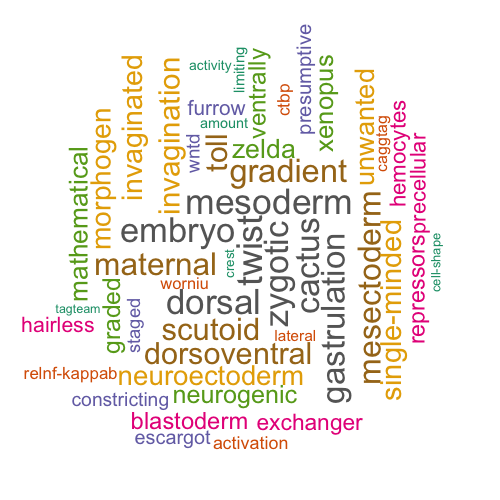 activity
limiting
ventrally
ctbp
presumptive
xenopus
invaginated
invagination
furrow
amount
wntd
toll
zelda
gradient
unwanted
caggtag
hemocytes
morphogen
mathematical
mesoderm
embryo
twist
zygotic
cactus
gastrulation
mesectoderm
single-minded
repressors
precellular
cell-shape
maternal
crest
worniu
dorsal
graded
staged
tagteam
hairless
scutoid
lateral
dorsoventral
relnf-kappab
neuroectoderm
constricting
neurogenic
blastoderm
exchanger
escargot
activation